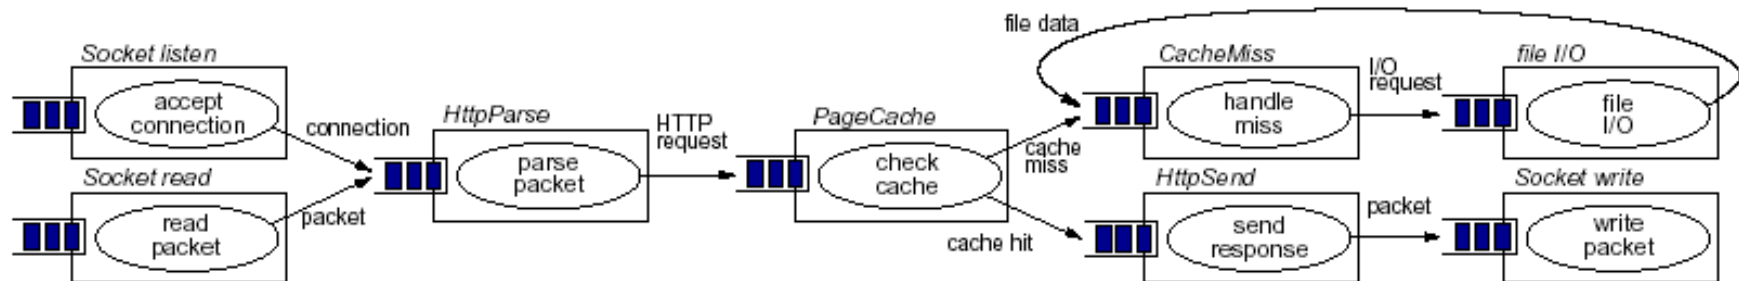 Socket listen
accept
connection
connection
Socket read
read
packet
packet
HttpParse
parse
packet
HTTP
request
PageCache
check
cache
cache
miss
cache hit
file data
CacheMiss
handle
miss
I/O
request
file I/O
file
I/O
HttpSend
send
response
packet
Socket write
write
packet